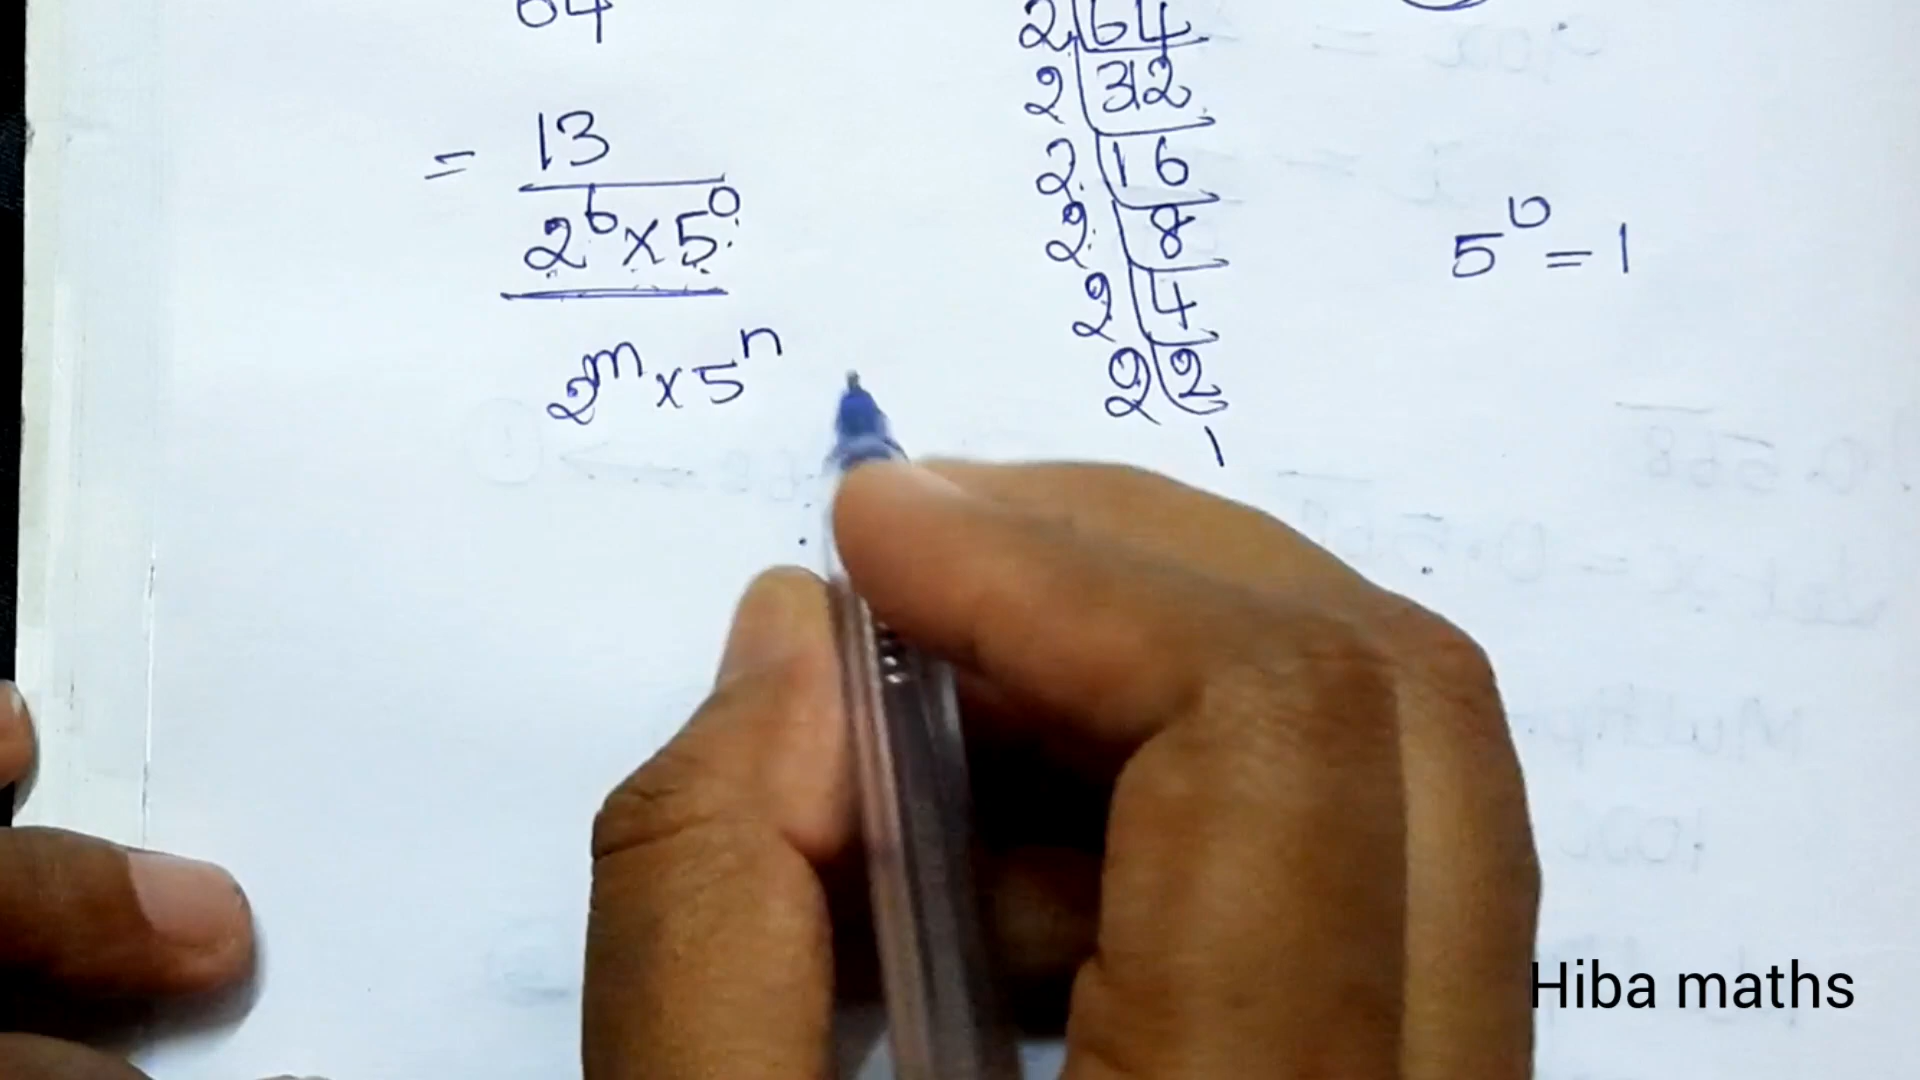 64
= 13
2⁶ × 5⁰
2ᵐ × 5ⁿ
2 | 64
2 | 32
2 | 16
2 | 8
2 | 4
2 | 2
1
5⁰ = 1
Hiba maths